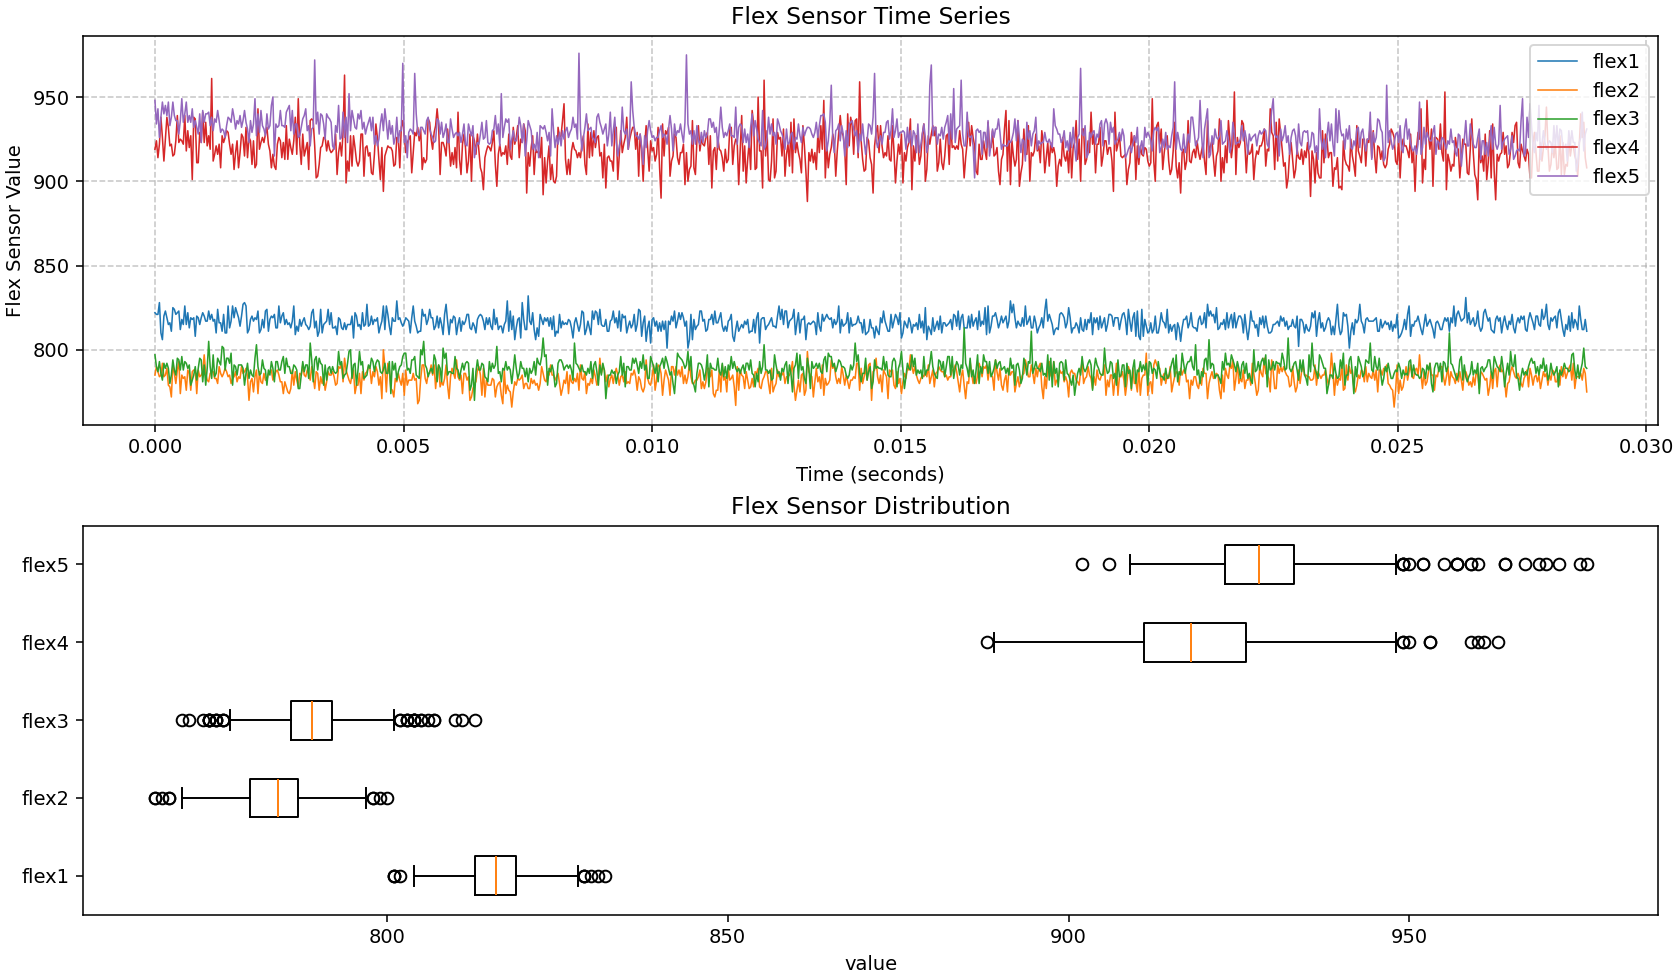 Flex Sensor Time Series
Flex Sensor Value
950
900
850
800
flex1
flex2
flex3
flex4
flex5
0.000 0.005 0.010 0.015 0.020 0.025 0.030
Time (seconds)
Flex Sensor Distribution
flex5
flex4
flex3
flex2
flex1
800 850 900 950
value